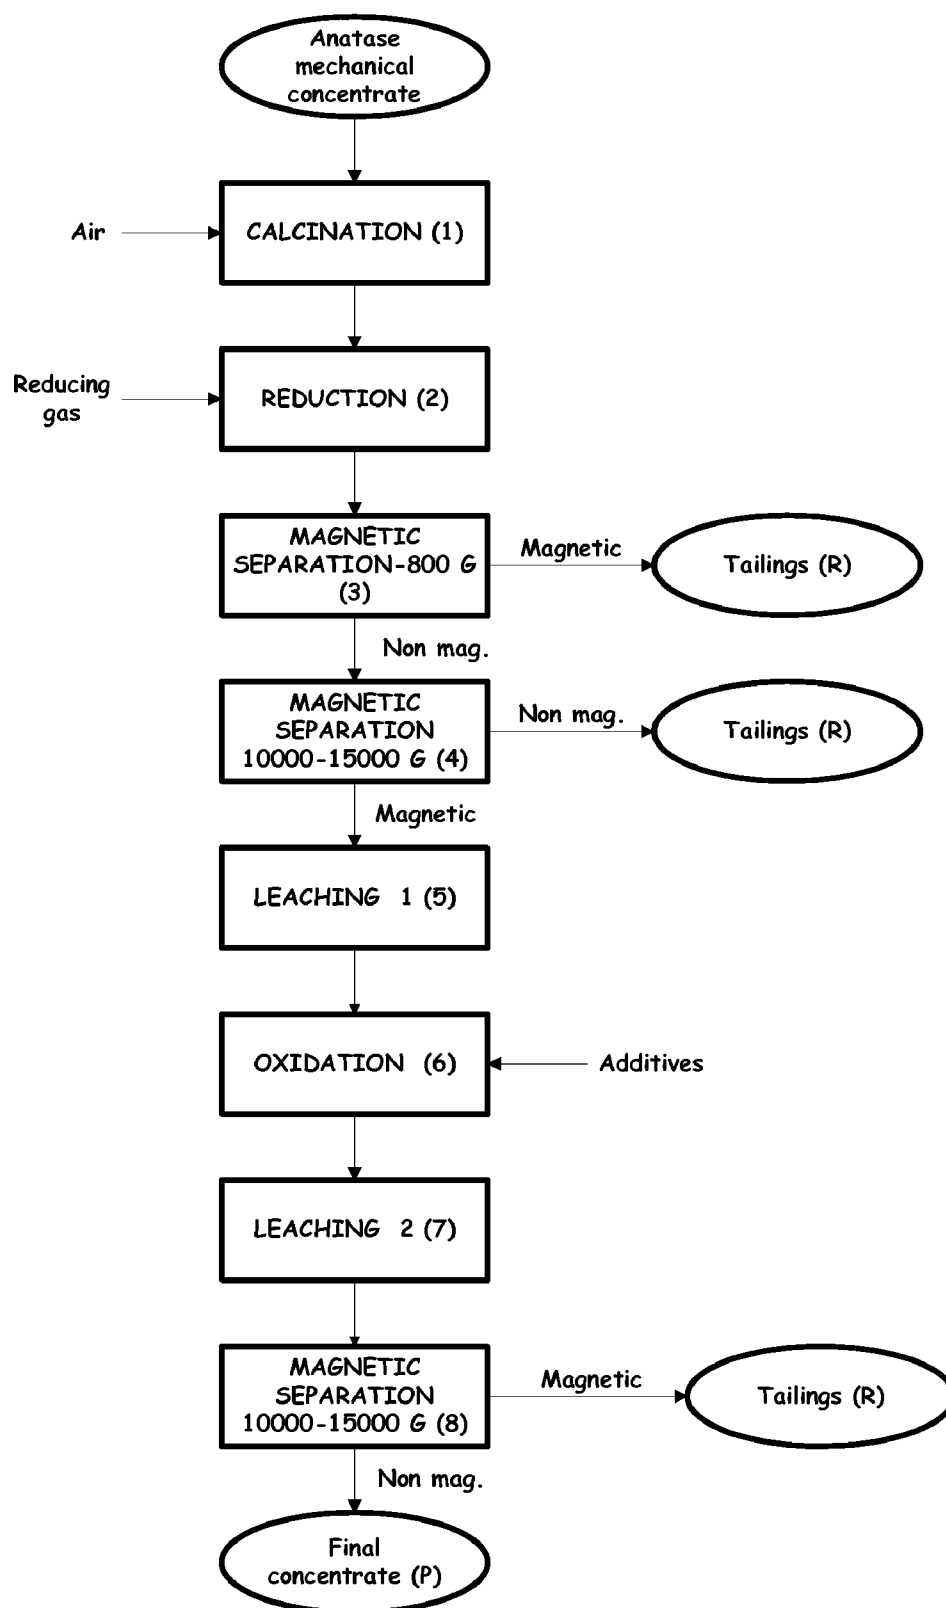 Anatase
mechanical
concentrate
Air
CALCINATION (1)
Reducing
gas
REDUCTION (2)
MAGNETIC
SEPARATION-800 G
(3)
Magnetic
Tailings (R)
Non mag.
MAGNETIC
SEPARATION
10000-15000 G (4)
Non mag.
Tailings (R)
Magnetic
LEACHING 1 (5)
OXIDATION (6)
Additives
LEACHING 2 (7)
MAGNETIC
SEPARATION
10000-15000 G (8)
Magnetic
Tailings (R)
Non mag.
Final
concentrate (P)